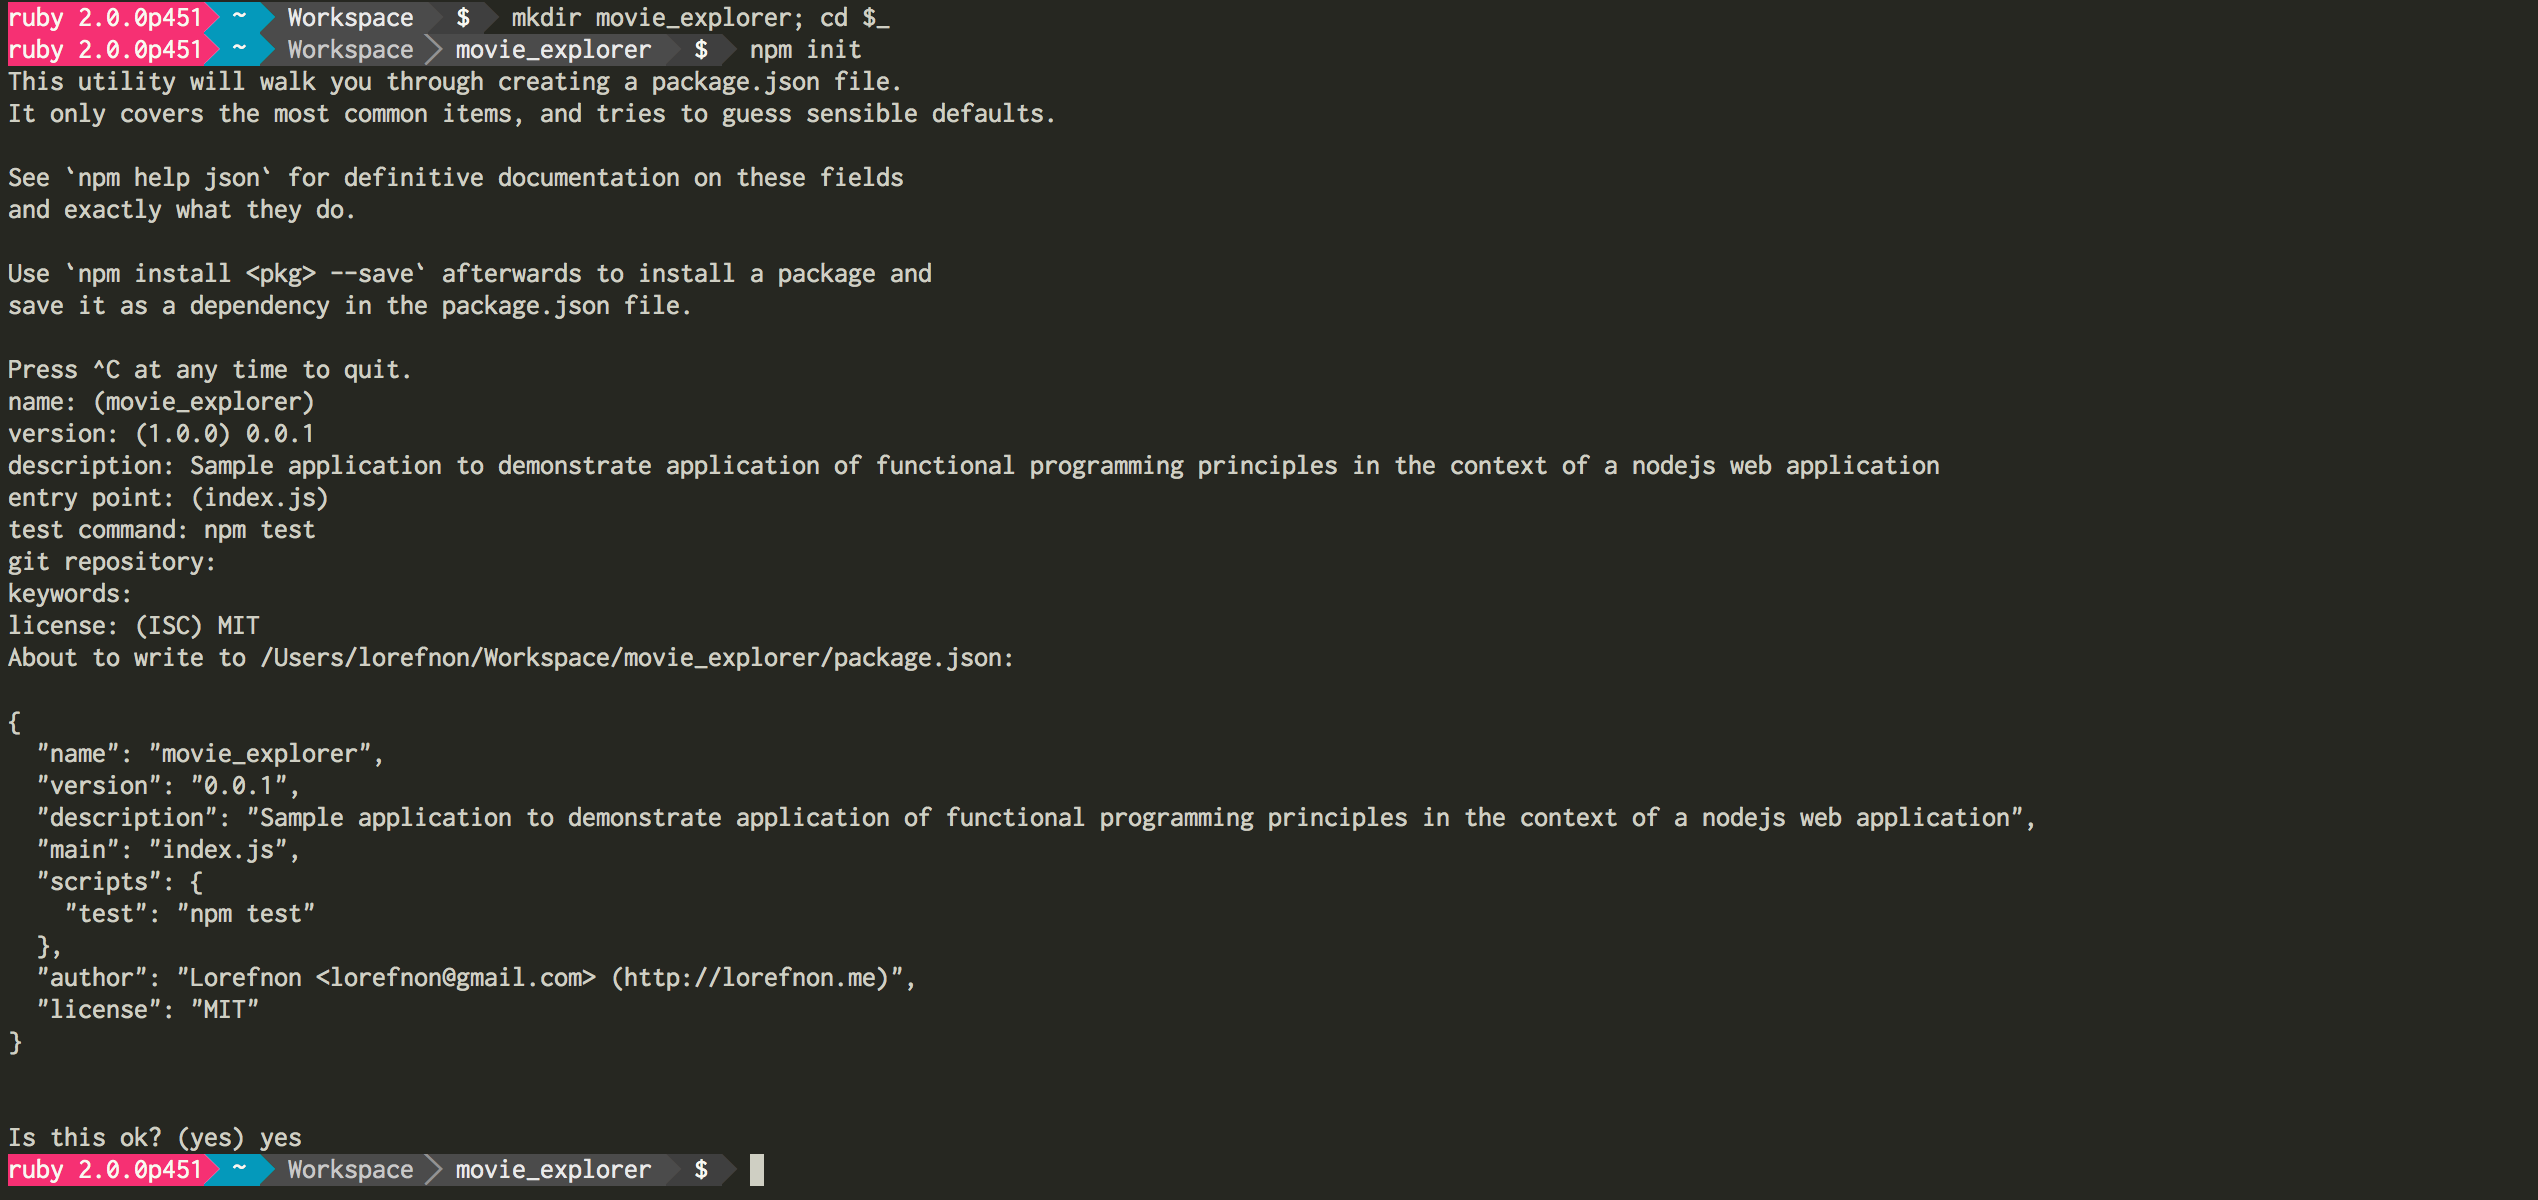 ruby 2.0.0p451 ~ Workspace $ mkdir movie_explorer; cd $_
ruby 2.0.0p451 ~ Workspace movie_explorer $ npm init
This utility will walk you through creating a package.json file.
It only covers the most common items, and tries to guess sensible defaults.
See `npm help json` for definitive documentation on these fields
and exactly what they do.
Use `npm install <pkg> --save` afterwards to install a package and
save it as a dependency in the package.json file.
Press ^C at any time to quit.
name: (movie_explorer)
version: (1.0.0) 0.0.1
description: Sample application to demonstrate application of functional programming principles in the context of a nodejs web application
entry point: (index.js)
test command: npm test
git repository:
keywords:
license: (ISC) MIT
About to write to /Users/lorefnon/Workspace/movie_explorer/package.json:
{
  "name": "movie_explorer",
  "version": "0.0.1",
  "description": "Sample application to demonstrate application of functional programming principles in the context of a nodejs web application",
  "main": "index.js",
  "scripts": {
    "test": "npm test"
  },
  "author": "Lorefnon <lorefnon@gmail.com> (http://lorefnon.me)",
  "license": "MIT"
}
Is this ok? (yes) yes
ruby 2.0.0p451 ~ Workspace movie_explorer $